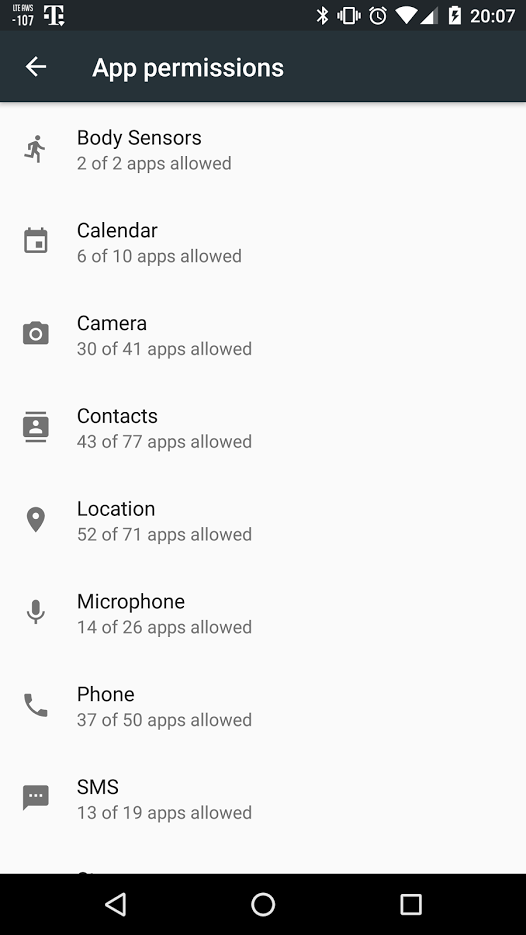 LTE AWS
-107
T
20:07
App permissions
Body Sensors
2 of 2 apps allowed
Calendar
6 of 10 apps allowed
Camera
30 of 41 apps allowed
Contacts
43 of 77 apps allowed
Location
52 of 71 apps allowed
Microphone
14 of 26 apps allowed
Phone
37 of 50 apps allowed
SMS
13 of 19 apps allowed